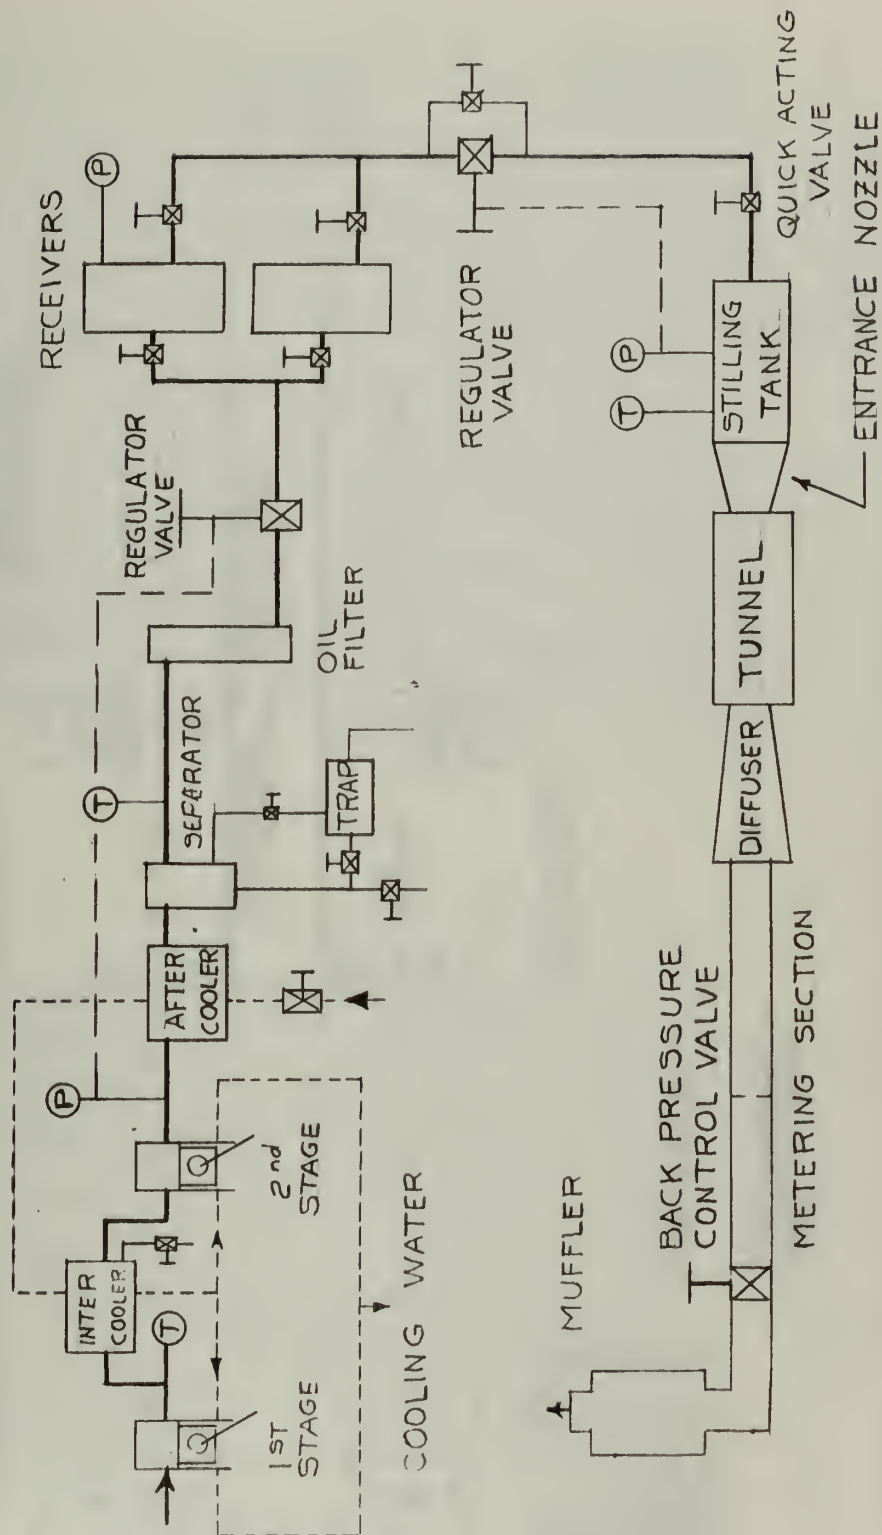 RECEIVERS
P
REGULATOR
VALVE
T
SEPARATOR
OIL
FILTER
TRAP
AFTER
COOLER
P
2nd
STAGE
INTER
COOLER
T
1ST
STAGE
COOLING WATER
REGULATOR
VALVE
QUICK ACTING
VALVE
P
T
STILLING
TANK
ENTRANCE NOZZLE
TUNNEL
DIFFUSER
BACK PRESSURE
CONTROL VALVE
METERING SECTION
MUFFLER